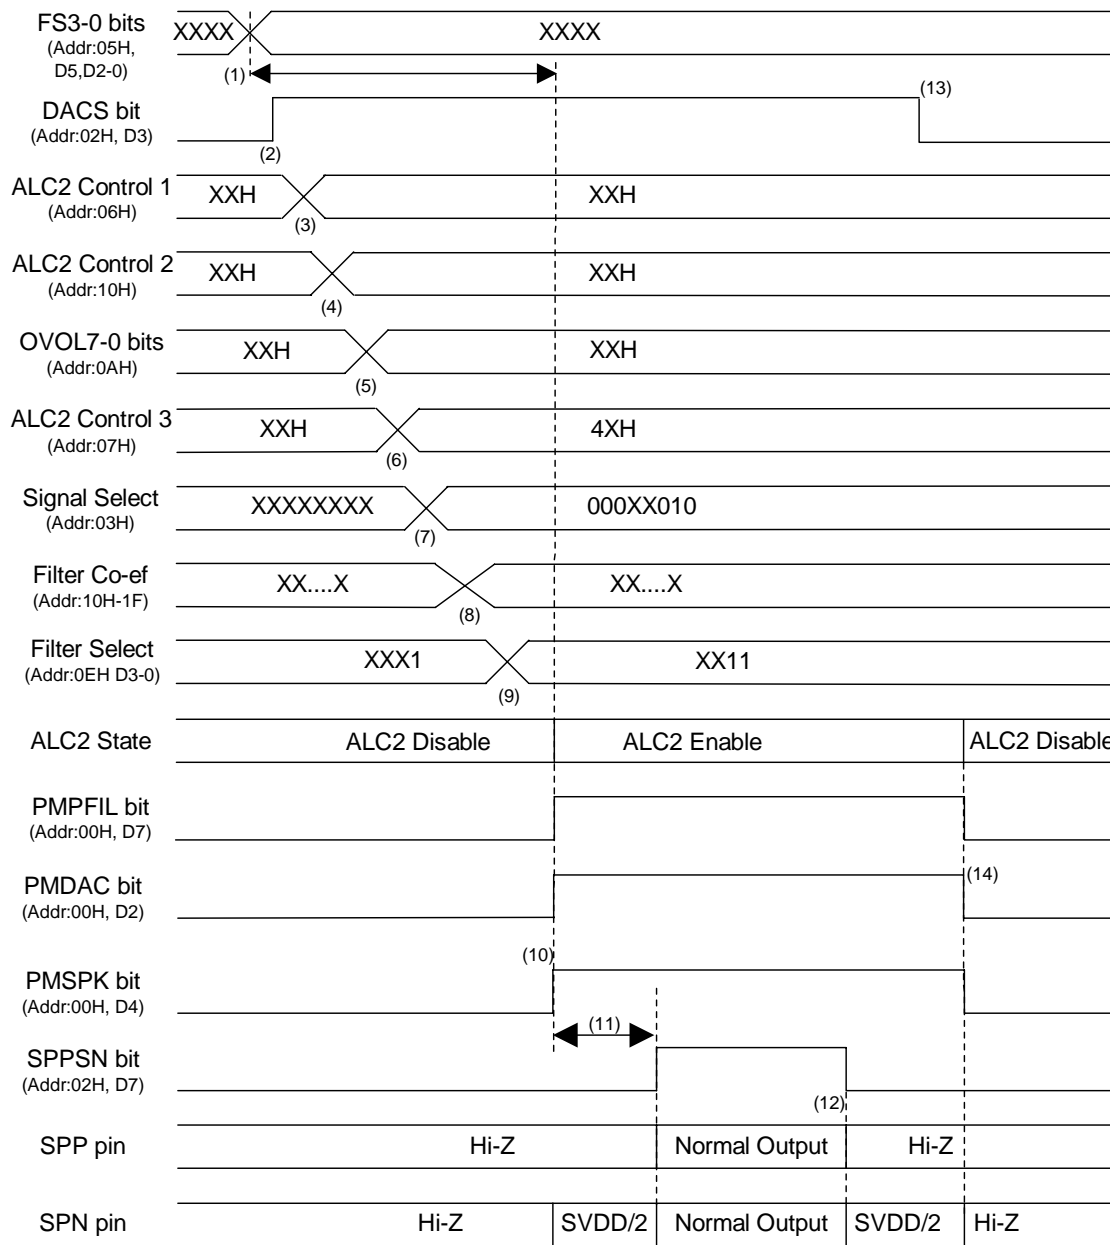 FS3-0 bits
(Addr:05H,
D5,D2-0)
XXXX
XXXX
(1)
DACS bit
(Addr:02H, D3)
(2)
(13)
ALC2 Control 1
(Addr:06H)
XXH
XXH
(3)
ALC2 Control 2
(Addr:10H)
XXH
XXH
(4)
OVOL7-0 bits
(Addr:0AH)
XXH
XXH
(5)
ALC2 Control 3
(Addr:07H)
XXH
4XH
(6)
Signal Select
(Addr:03H)
XXXXXXXX
000XX010
(7)
Filter Co-ef
(Addr:10H-1F)
XX....X
XX....X
(8)
Filter Select
(Addr:0EH D3-0)
XXX1
XX11
(9)
ALC2 State
ALC2 Disable
ALC2 Enable
ALC2 Disable
PMPFIL bit
(Addr:00H, D7)
PMDAC bit
(Addr:00H, D2)
(14)
PMSPK bit
(Addr:00H, D4)
(10)
(11)
SPPSN bit
(Addr:02H, D7)
(12)
SPP pin
Hi-Z
Normal Output
Hi-Z
SPN pin
Hi-Z
SVDD/2
Normal Output
SVDD/2
Hi-Z